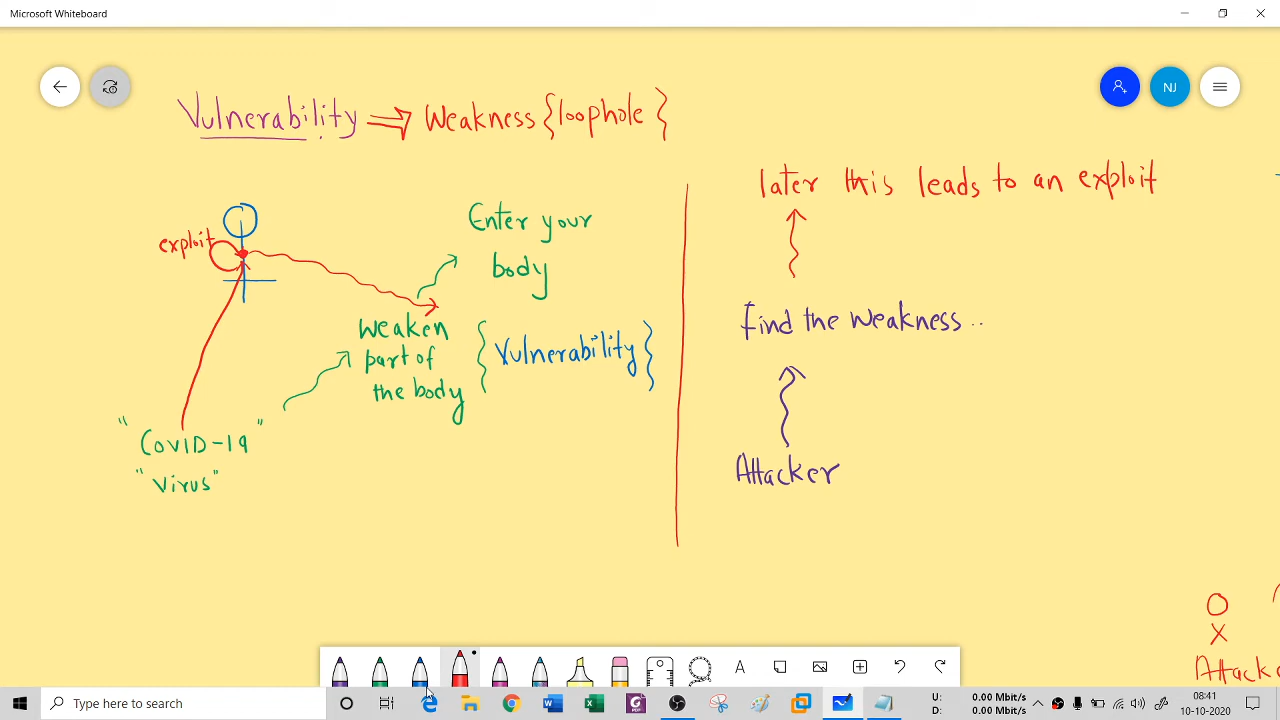 Microsoft Whiteboard
NJ
Vulnerability ⇒ Weakness {loophole}
exploit
Enter your
body
Weaken
part of
the body
{Vulnerability}
"COVID-19"
"Virus"
later this leads to an exploit
find the weakness ..
Attacker
O
X
A
Type here to search
U: 0.00 Mbit/s
D: 0.00 Mbit/s
08:41
10-10-2020